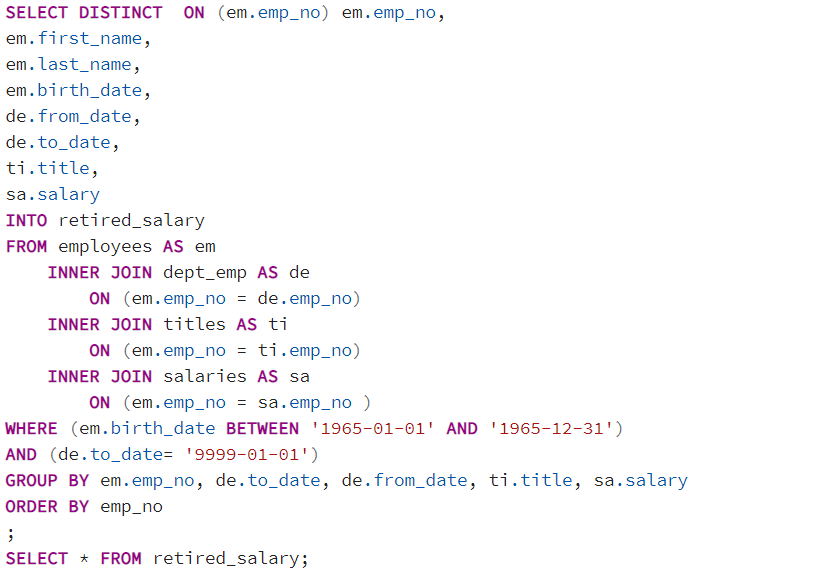 SELECT DISTINCT  ON (em.emp_no) em.emp_no,
em.first_name,
em.last_name,
em.birth_date,
de.from_date,
de.to_date,
ti.title,
sa.salary
INTO retired_salary
FROM employees AS em
    INNER JOIN dept_emp AS de
        ON (em.emp_no = de.emp_no)
    INNER JOIN titles AS ti
        ON (em.emp_no = ti.emp_no)
    INNER JOIN salaries AS sa
        ON (em.emp_no = sa.emp_no )
WHERE (em.birth_date BETWEEN '1965-01-01' AND '1965-12-31')
AND (de.to_date= '9999-01-01')
GROUP BY em.emp_no, de.to_date, de.from_date, ti.title, sa.salary
ORDER BY emp_no
;
SELECT * FROM retired_salary;